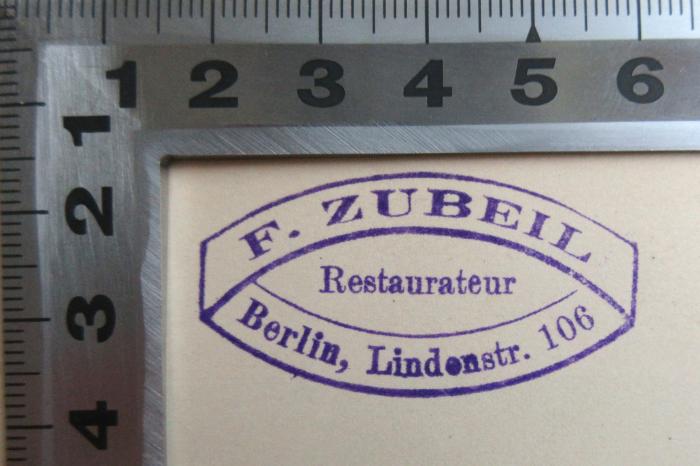 1 2 3 4 5 6
1
2
3
4
F. ZUBEIL
Restaurateur
Berlin, Lindenstr. 106